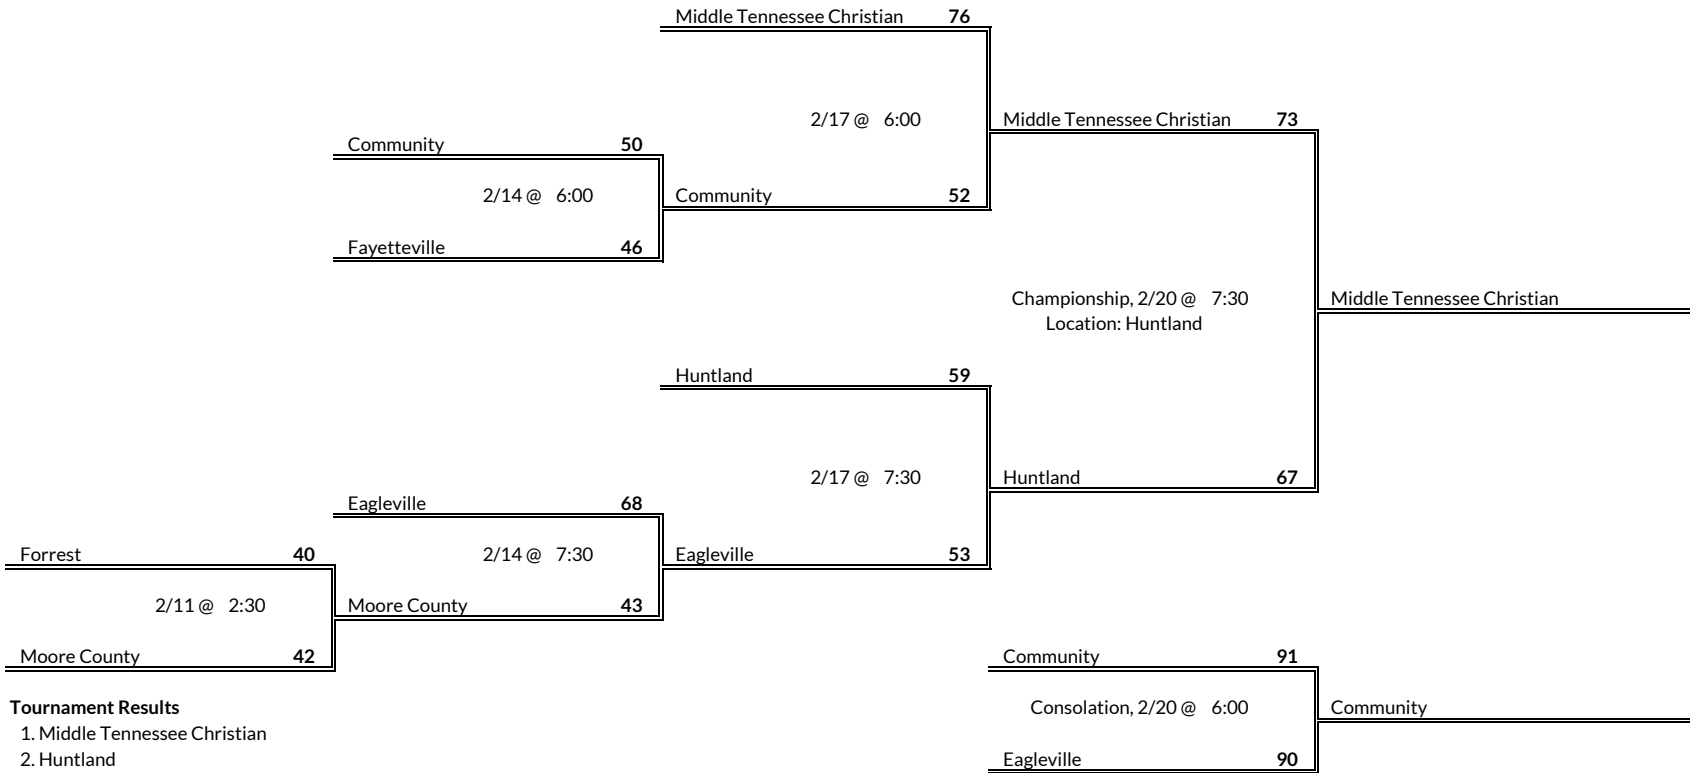 Middle Tennessee Christian 76
2/17 @ 6:00 Middle Tennessee Christian 73
Community 50
2/14 @ 6:00 Community 52
Fayetteville 46
Championship, 2/20 @ 7:30 Middle Tennessee Christian
Location: Huntland
Huntland 59
2/17 @ 7:30 Huntland 67
Eagleville 68
Forrest 40 2/14 @ 7:30 Eagleville 53
2/11 @ 2:30 Moore County 43
Moore County 42 Community 91
Tournament Results Consolation, 2/20 @ 6:00 Community
1. Middle Tennessee Christian
2. Huntland Eagleville 90